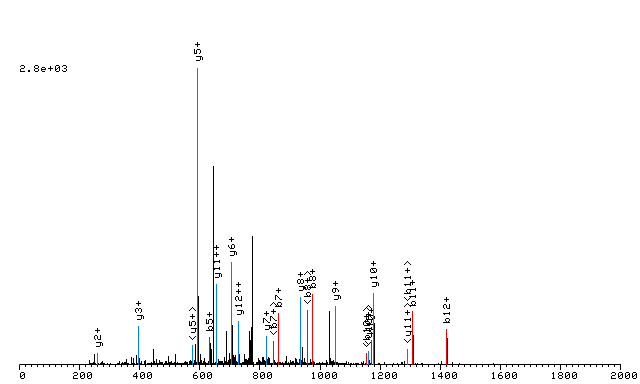 2.8e+03
y2+
y3+
y5+>
y5+
b5+
y11++
y6+
y12++
y7+
b7+>
b7+
y8+
b8+>
b8+
y9+
y10+
y11+>
b11+>
b11+
b12+
0 200 400 600 800 1000 1200 1400 1600 1800 2000